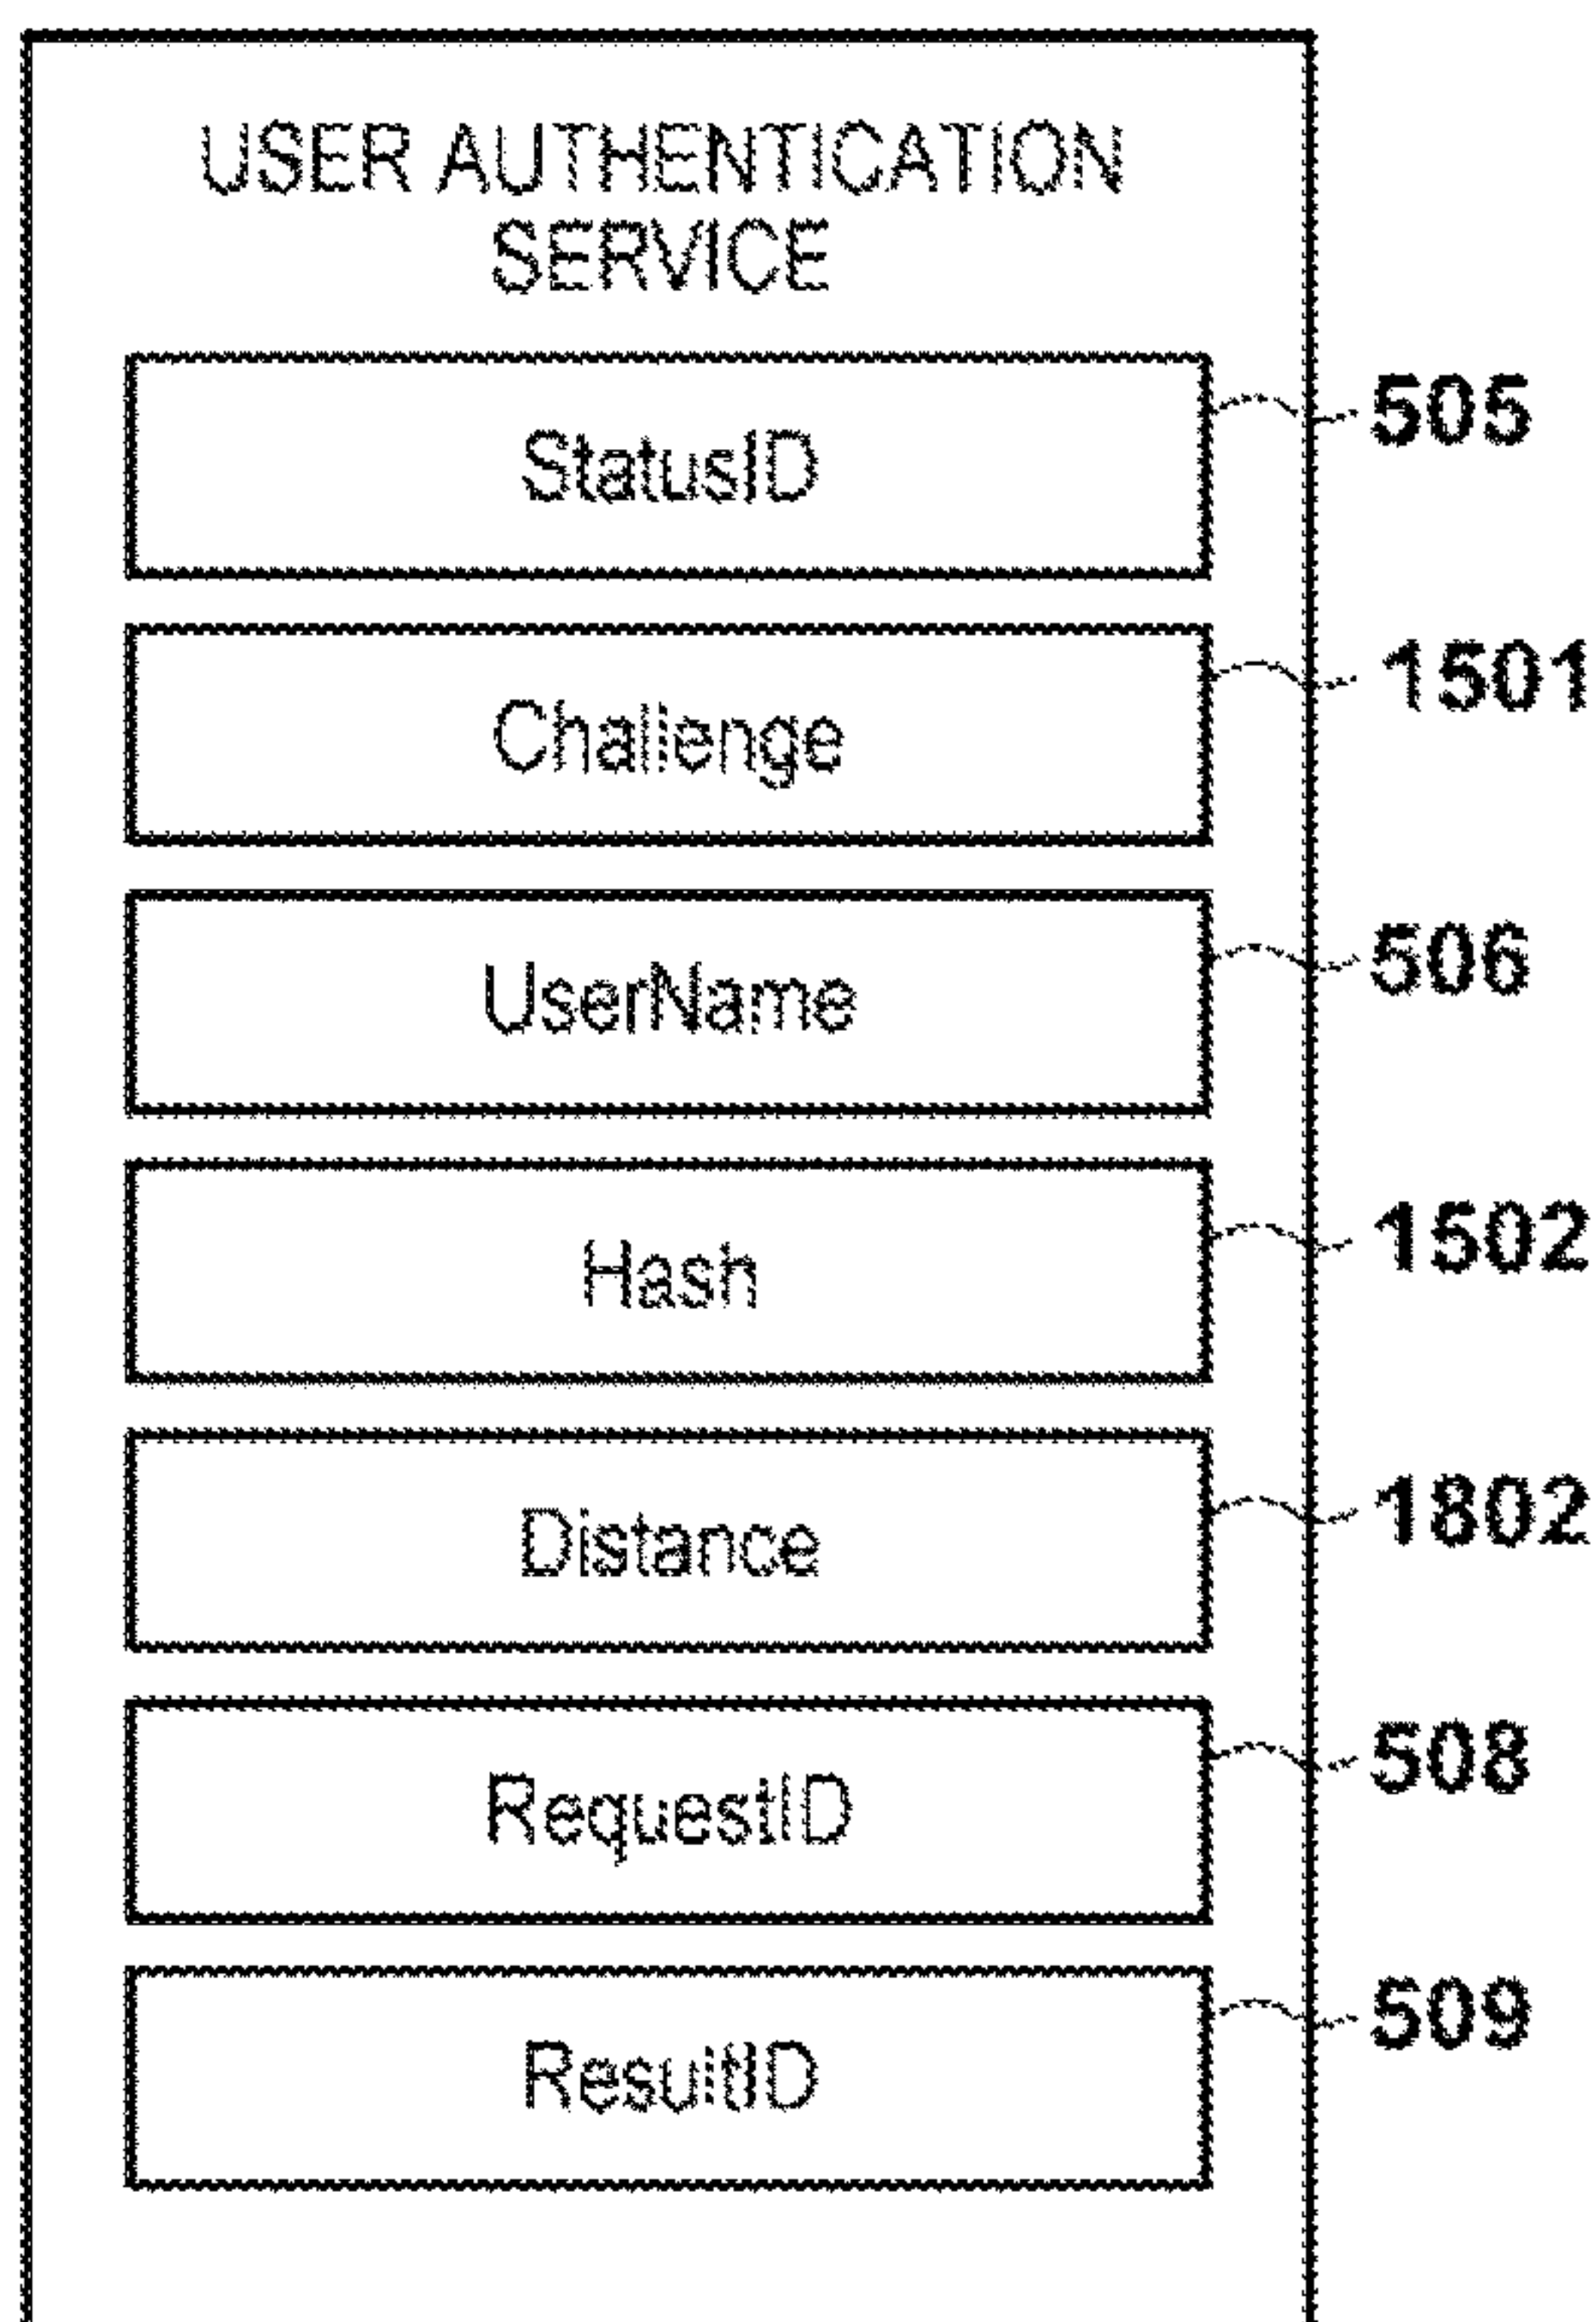 USER AUTHENTICATION
SERVICE
StatusID
505
Challenge
1501
UserName
506
Hash
1502
Distance
1802
RequestID
508
ResultID
509